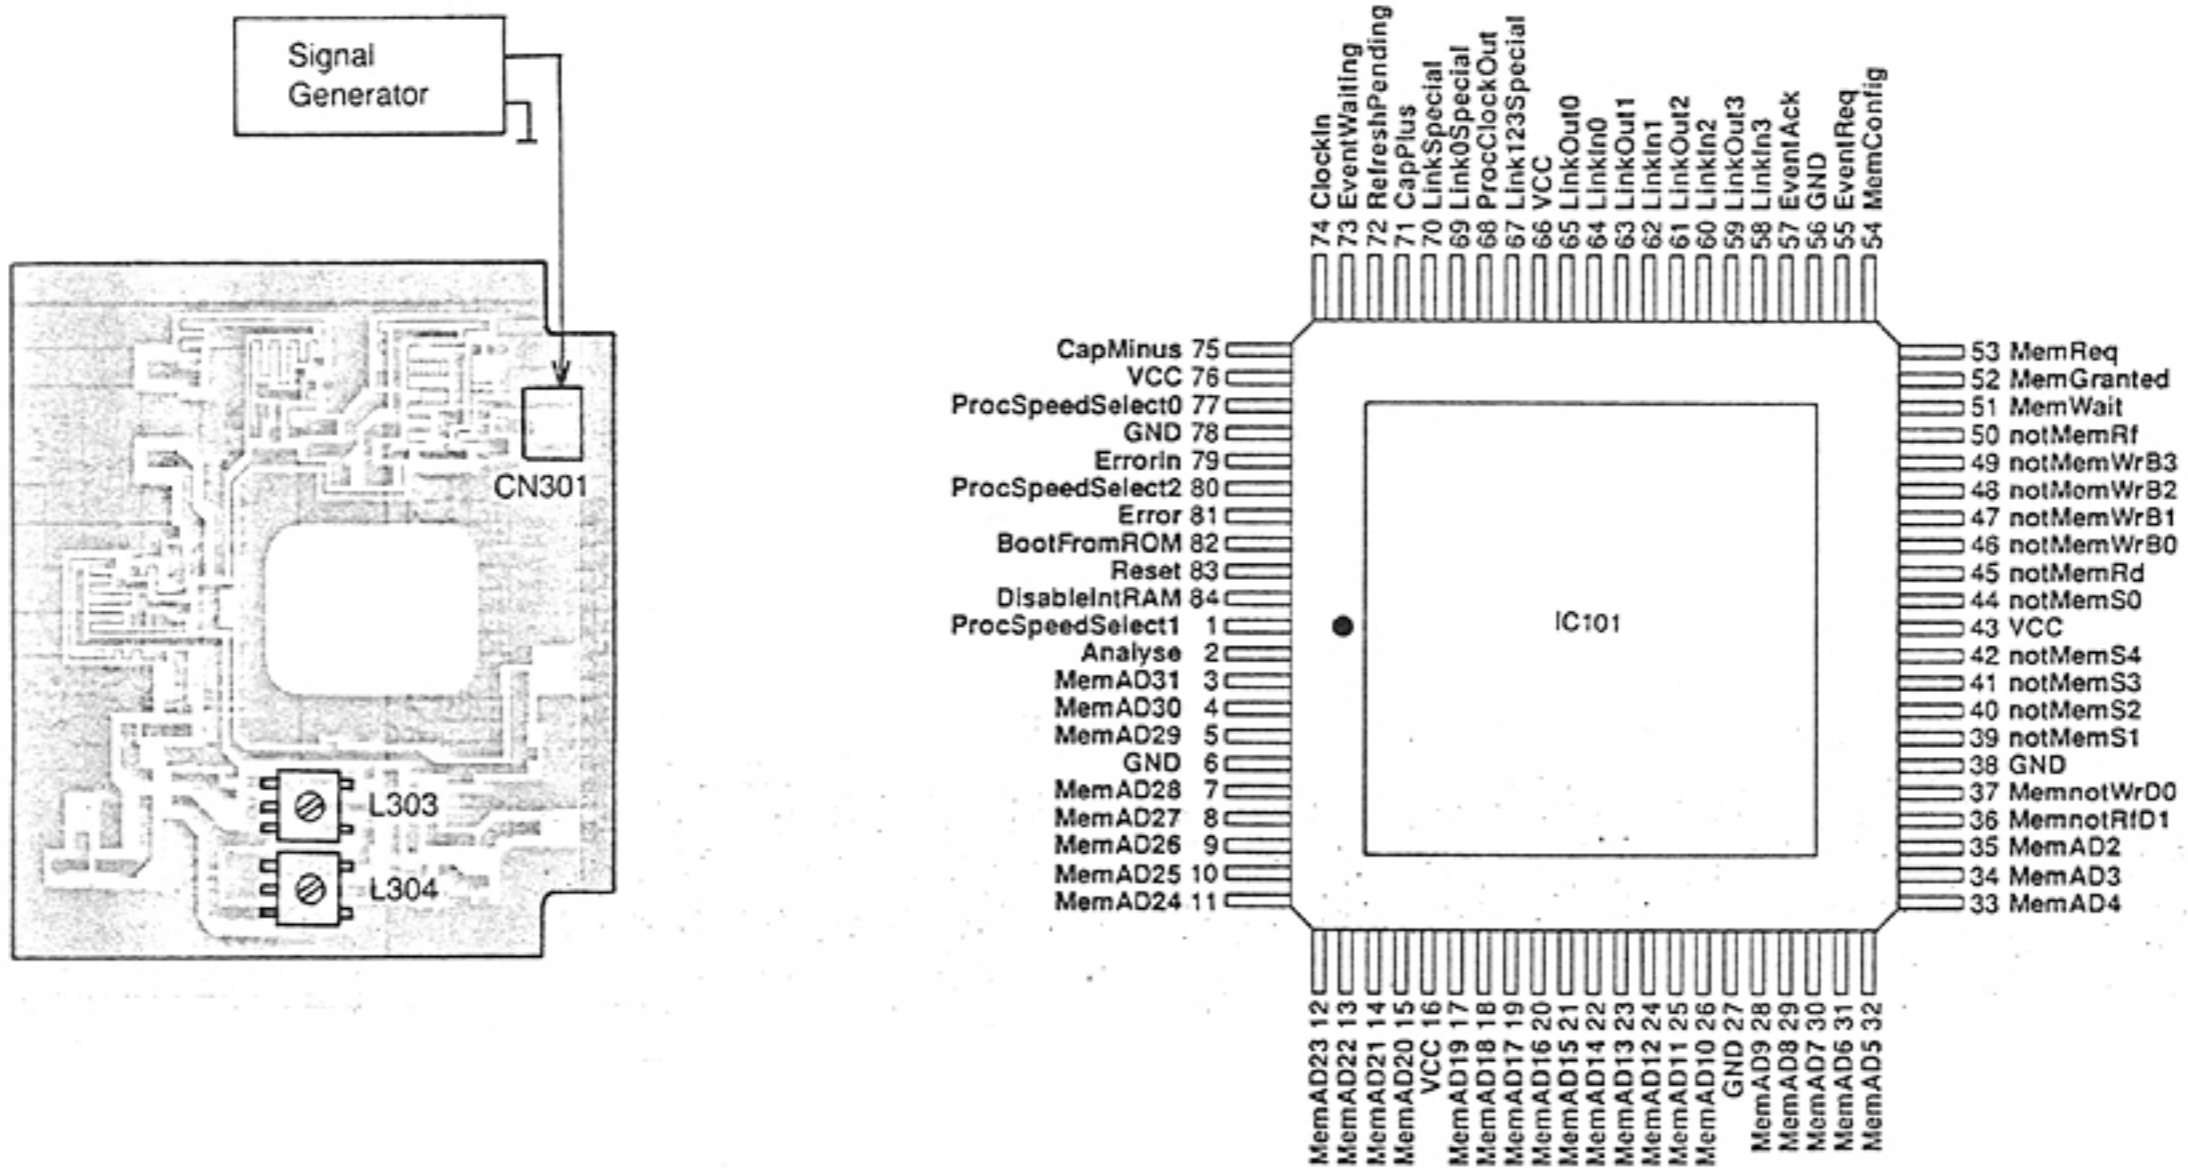 Signal
Generator
CN301
L303
L304
74 ClockIn
73 EventWaiting
72 RefreshPending
71 CapPlus
70 LinkSpecial
69 Link0Special
68 ProcClockOut
67 Link123Special
66 VCC
65 LinkOut0
64 LinkIn0
63 LinkOut1
62 LinkIn1
61 LinkOut2
60 LinkIn2
59 LinkOut3
58 LinkIn3
57 EventAck
56 GND
55 EventReq
54 MemConfig
CapMinus 75
VCC 76
ProcSpeedSelect0 77
GND 78
ErrorIn 79
ProcSpeedSelect2 80
Error 81
BootFromROM 82
Reset 83
DisableIntRAM 84
ProcSpeedSelect1 1
Analyse 2
MemAD31 3
MemAD30 4
MemAD29 5
GND 6
MemAD28 7
MemAD27 8
MemAD26 9
MemAD25 10
MemAD24 11
IC101
53 MemReq
52 MemGranted
51 MemWait
50 notMemRf
49 notMemWrB3
48 notMemWrB2
47 notMemWrB1
46 notMemWrB0
45 notMemRd
44 notMemS0
43 VCC
42 notMemS4
41 notMemS3
40 notMemS2
39 notMemS1
38 GND
37 MemnotWrD0
36 MemnotRfD1
35 MemAD2
34 MemAD3
33 MemAD4
MemAD23 12
MemAD22 13
MemAD21 14
MemAD20 15
VCC 16
MemAD19 17
MemAD18 18
MemAD17 19
MemAD16 20
MemAD15 21
MemAD14 22
MemAD13 23
MemAD12 24
MemAD11 25
MemAD10 26
GND 27
MemAD9 28
MemAD8 29
MemAD7 30
MemAD6 31
MemAD5 32